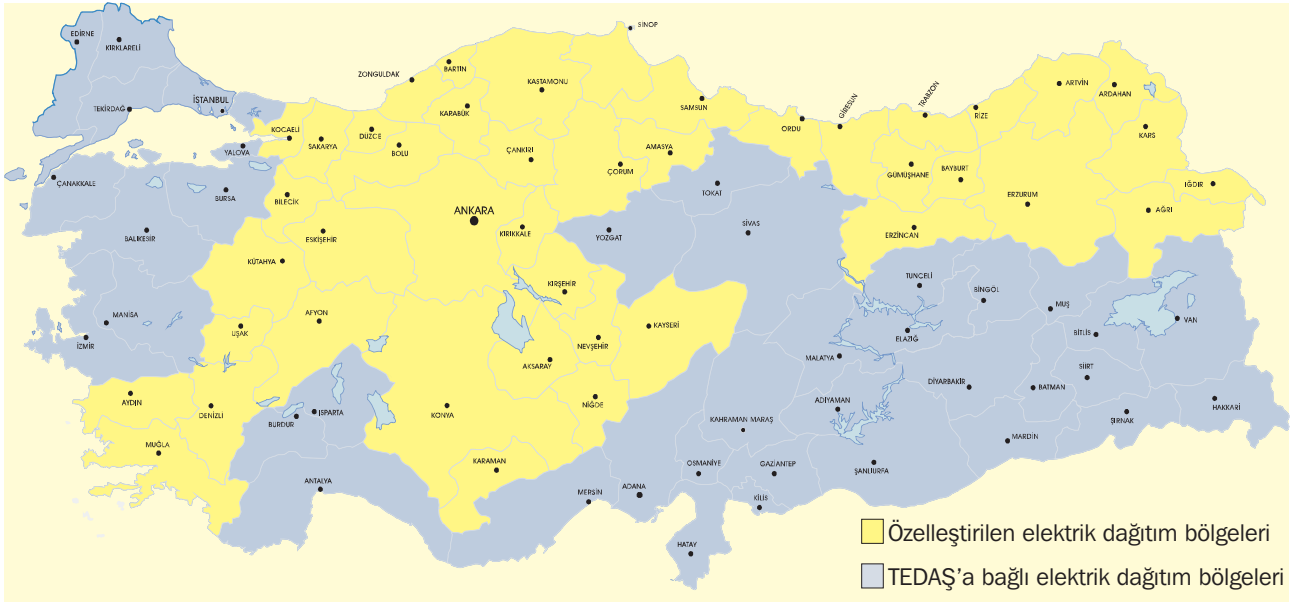 SINOP
EDİRNE
KIRKLARELİ
ZONGULDAK
BARTIN
KASTAMONU
ARTVİN
ARDAHAN
TEKİRDAĞ
İSTANBUL
KARABÜK
SAMSUN
GİRESUN
TRABZON
RİZE
KOCAELİ
SAKARYA
DÜZCE
BOLU
ORDU
KARS
YALOVA
ÇANKIRI
AMASYA
ÇORUM
GÜMÜŞHANE
BAYBURT
ÇANAKKALE
BURSA
BİLECİK
TOKAT
ERZURUM
IĞDIR
ANKARA
AĞRI
BALIKESİR
ESKİŞEHİR
KIRIKKALE
YOZGAT
SİVAS
ERZİNCAN
KÜTAHYA
TUNCELİ
BİNGÖL
KIRŞEHİR
MUŞ
MANİSA
UŞAK
AFYON
KAYSERİ
VAN
İZMİR
NEVŞEHİR
ELAZIĞ
BİTLİS
AKSARAY
MALATYA
SİİRT
DİYARBAKIR
BATMAN
AYDIN
DENİZLİ
BURDUR
ISPARTA
KONYA
NİĞDE
ADIYAMAN
HAKKARİ
KAHRAMAN MARAŞ
ŞIRNAK
MUĞLA
MARDİN
KARAMAN
OSMANİYE
GAZİANTEP
ŞANLIURFA
ANTALYA
MERSİN
ADANA
KİLİS
HATAY
Özelleştirilen elektrik dağıtım bölgeleri
TEDAŞ’a bağlı elektrik dağıtım bölgeleri